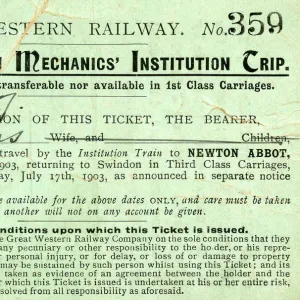 ESTERN RAILWAY. No. 359
MECHANICS' INSTITUTION TRIP.
transferable nor available in 1st Class Carriages.
ION OF THIS TICKET, THE BEARER,
Wife, and Children,
travel by the Institution Train to NEWTON ABBOT,
1903, returning to Swindon in Third Class Carriages,
ay, July 17th, 1903, as announced in separate notice
e available for the above dates ONLY, and care must be taken
another will not on any account be given.
onditions upon which this Ticket is issued.
e Great Western Railway Company on the sole conditions that they
any pecuniary or other responsibility to the holder, or his repre-
r personal injury, or for delay, or loss of or damage to property
may be sustained by such person whilst using this Ticket; and its
taken as evidence of an agreement between the holder and the
r which this Ticket is issued is undertaken at his or her entire risk,
solved from all responsibility as aforesaid.